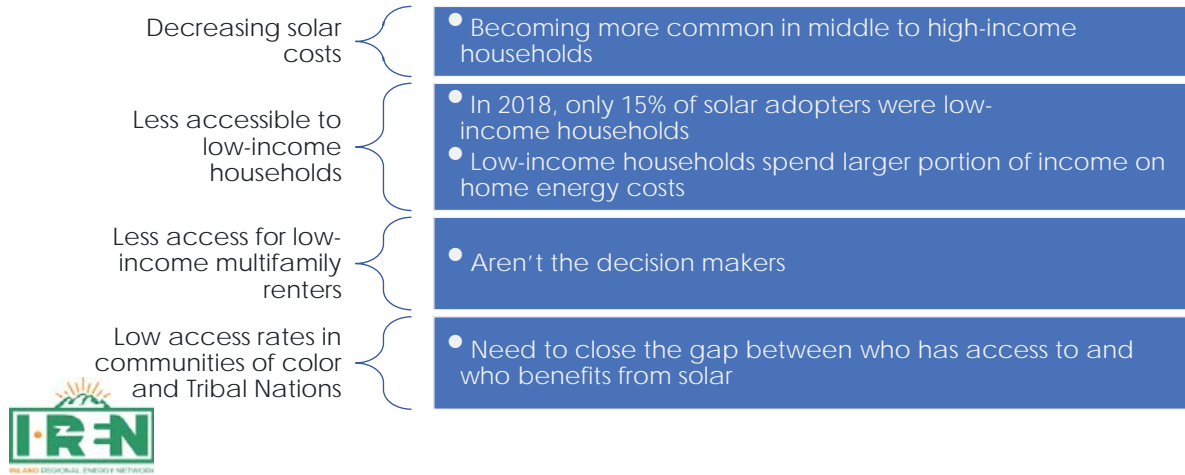 Decreasing solar
costs
• Becoming more common in middle to high-income
households
Less accessible to
low-income
households
• In 2018, only 15% of solar adopters were low-
income households
• Low-income households spend larger portion of income on
home energy costs
Less access for low-
income multifamily
renters
• Aren't the decision makers
Low access rates in
communities of color
and Tribal Nations
• Need to close the gap between who has access to and
who benefits from solar
I·REN
INLAND REGIONAL ENERGY NETWORK